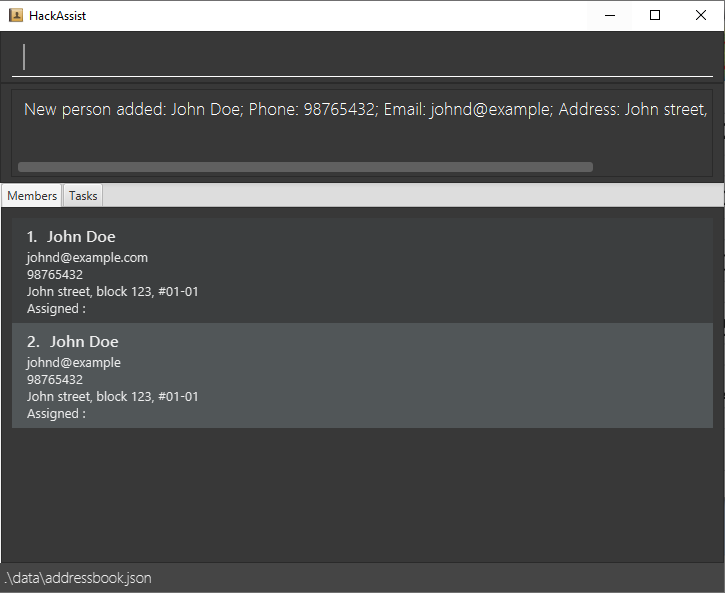 HackAssist
New person added: John Doe; Phone: 98765432; Email: johnd@example; Address: John street,
Members Tasks
1. John Doe
johnd@example.com
98765432
John street, block 123, #01-01
Assigned :
2. John Doe
johnd@example
98765432
John street, block 123, #01-01
Assigned :
.\data\addressbook.json